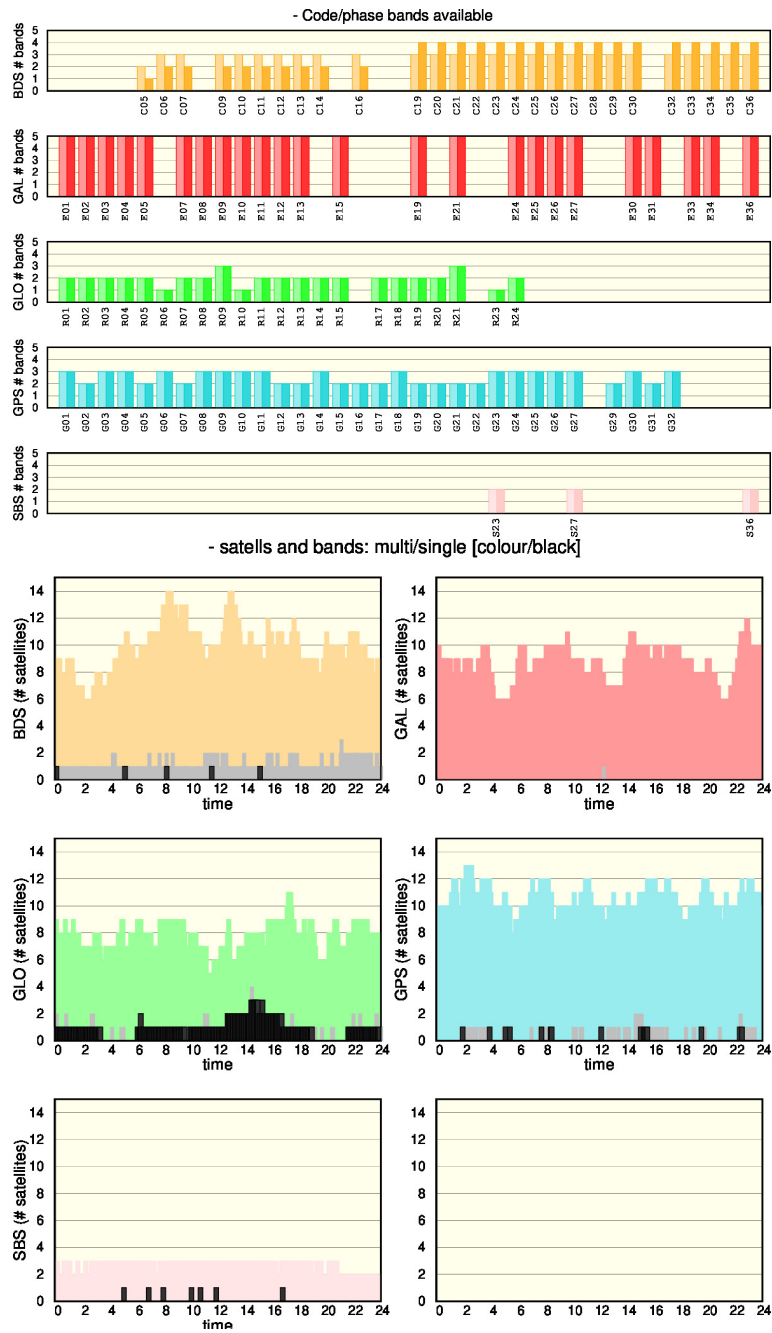 - Code/phase bands available
BDS # bands
5
4
3
2
1
0
C05 C06 C07 C09 C10 C11 C12 C13 C14 C16 C19 C20 C21 C22 C23 C24 C25 C26 C27 C28 C29 C30 C32 C33 C34 C35 C36
GAL # bands
5
4
3
2
1
0
E01 E02 E03 E04 E05 E07 E08 E09 E10 E11 E12 E13 E15 E19 E21 E24 E25 E26 E27 E30 E31 E33 E34 E36
GLO # bands
5
4
3
2
1
0
R01 R02 R03 R04 R05 R06 R07 R08 R09 R10 R11 R12 R13 R14 R15 R17 R18 R19 R20 R21 R23 R24
GPS # bands
5
4
3
2
1
0
G01 G02 G03 G04 G05 G06 G07 G08 G09 G10 G11 G12 G13 G14 G15 G16 G17 G18 G19 G20 G21 G22 G23 G24 G25 G26 G27 G29 G30 G31 G32
SBS # bands
5
4
3
2
1
0
S23 S27 S36
- satells and bands: multi/single [colour/black]
BDS (# satellites)
14
12
10
8
6
4
2
0
0 2 4 6 8 10 12 14 16 18 20 22 24
time
GAL (# satellites)
14
12
10
8
6
4
2
0
0 2 4 6 8 10 12 14 16 18 20 22 24
time
GLO (# satellites)
14
12
10
8
6
4
2
0
0 2 4 6 8 10 12 14 16 18 20 22 24
time
GPS (# satellites)
14
12
10
8
6
4
2
0
0 2 4 6 8 10 12 14 16 18 20 22 24
time
SBS (# satellites)
14
12
10
8
6
4
2
0
0 2 4 6 8 10 12 14 16 18 20 22 24
time
14
12
10
8
6
4
2
0
0 2 4 6 8 10 12 14 16 18 20 22 24